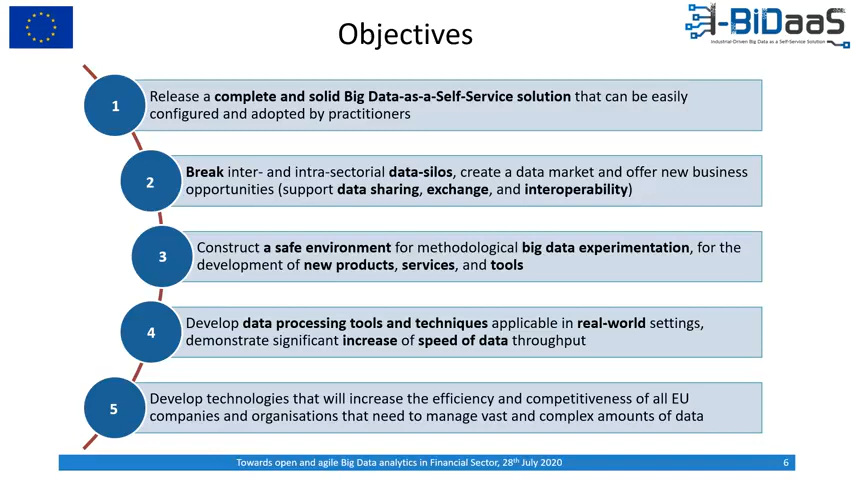 Objectives
I-BiDaaS
Industrial-Driven Big Data as a Self-Service Solution
1
Release a complete and solid Big Data-as-a-Self-Service solution that can be easily
configured and adopted by practitioners
2
Break inter- and intra-sectorial data-silos, create a data market and offer new business
opportunities (support data sharing, exchange, and interoperability)
3
Construct a safe environment for methodological big data experimentation, for the
development of new products, services, and tools
4
Develop data processing tools and techniques applicable in real-world settings,
demonstrate significant increase of speed of data throughput
5
Develop technologies that will increase the efficiency and competitiveness of all EU
companies and organisations that need to manage vast and complex amounts of data
Towards open and agile Big Data analytics in Financial Sector, 28th July 2020
6